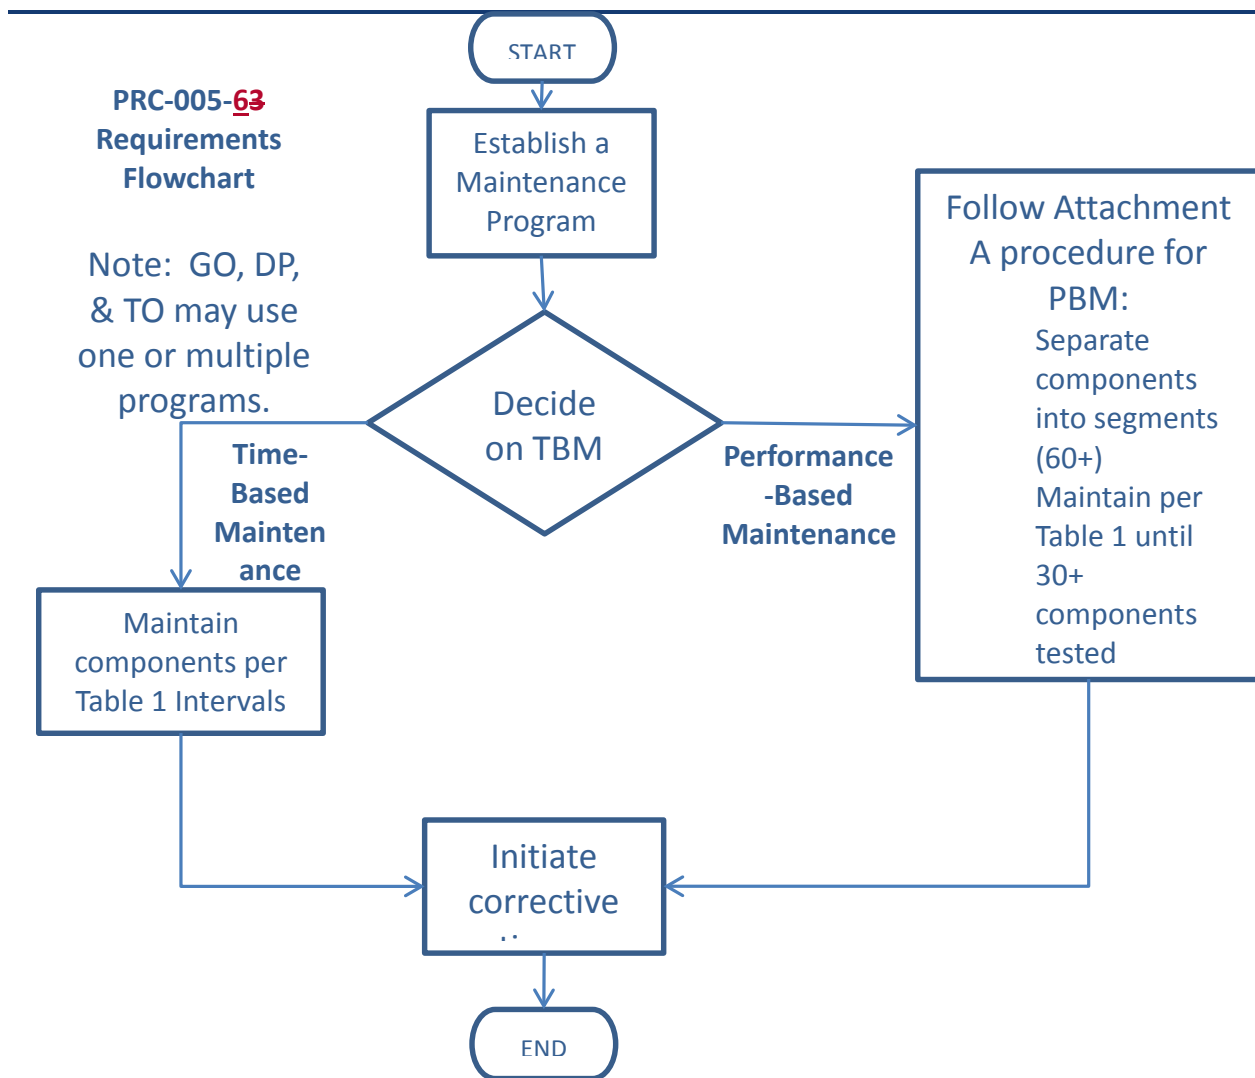 START
PRC-005-63
Requirements
Flowchart
Establish a
Maintenance
Program
Note: GO, DP,
& TO may use
one or multiple
programs.
Decide
on TBM
Time-
Based
Mainten
ance
Performance
-Based
Maintenance
Follow Attachment
A procedure for
PBM:
Separate
components
into segments
(60+)
Maintain per
Table 1 until
30+
components
tested
Maintain
components per
Table 1 Intervals
Initiate
corrective
END